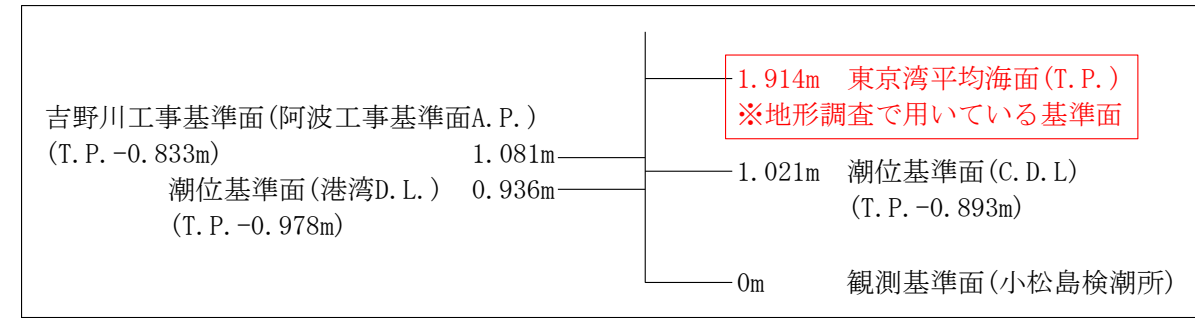 1.914m 東京湾平均海面(T.P.)
※地形調査で用いている基準面
吉野川工事基準面(阿波工事基準面A.P.)
(T.P.-0.833m) 1.081m
1.021m 潮位基準面(C.D.L)
(T.P.-0.893m)
潮位基準面(港湾D.L.) 0.936m
(T.P.-0.978m)
0m 観測基準面(小松島検潮所)